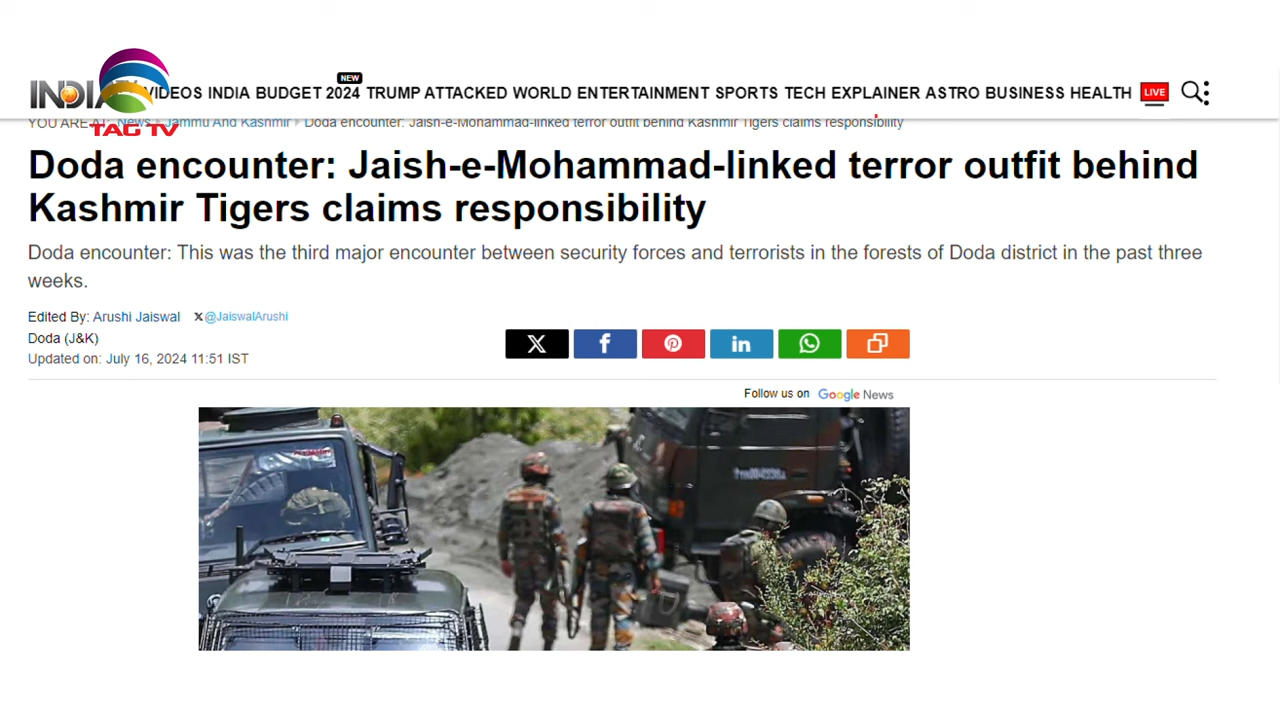 NEW
INDIA VIDEOS INDIA BUDGET 2024 TRUMP ATTACKED WORLD ENTERTAINMENT SPORTS TECH EXPLAINER ASTRO BUSINESS HEALTH LIVE
TAG TV
YOU ARE AT: News Jammu And Kashmir Doda encounter: Jaish-e-Mohammad-linked terror outfit behind Kashmir Tigers claims responsibility
Doda encounter: Jaish-e-Mohammad-linked terror outfit behind
Kashmir Tigers claims responsibility
Doda encounter: This was the third major encounter between security forces and terrorists in the forests of Doda district in the past three
weeks.
Edited By: Arushi Jaiswal @JaiswalArushi
Doda (J&K)
Updated on: July 16, 2024 11:51 IST
Follow us on Google News